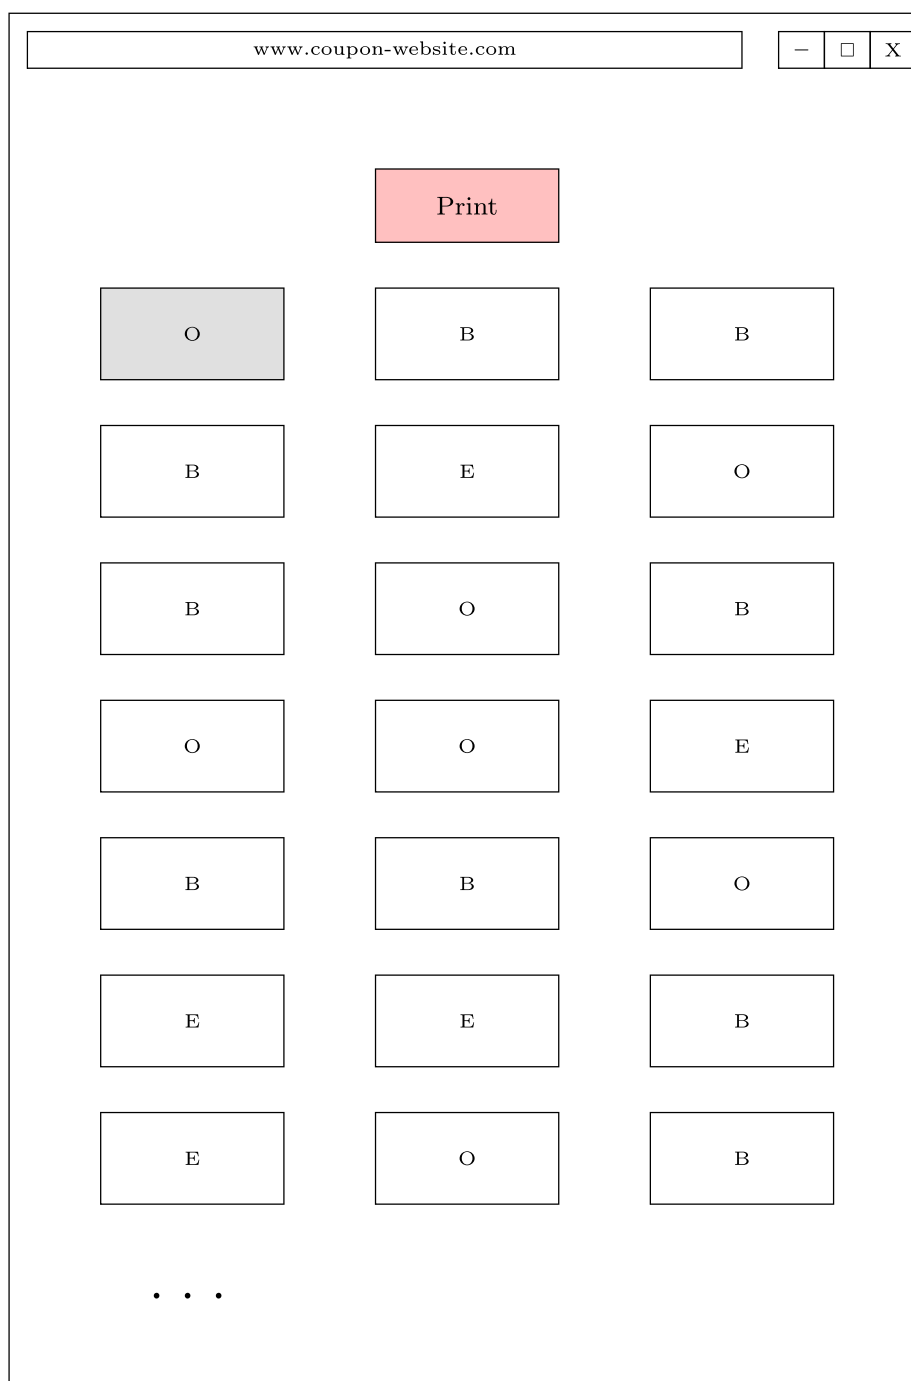 www.coupon-website.com − □ X
Print
O B B
B E O
B O B
O O E
B B O
E E B
E O B
. . .